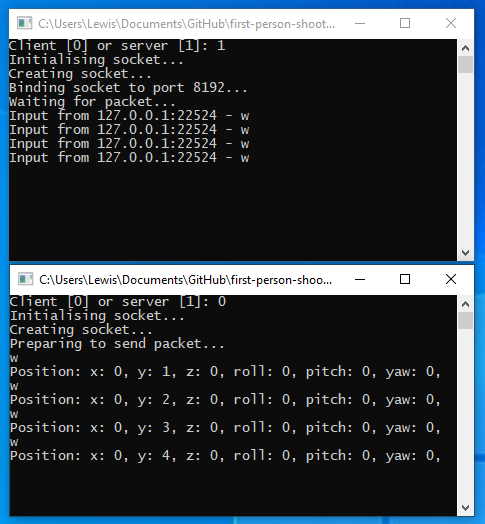 C:\Users\Lewis\Documents\GitHub\first-person-shoot...
Client [0] or server [1]: 1
Initialising socket...
Creating socket...
Binding socket to port 8192...
Waiting for packet...
Input from 127.0.0.1:22524 - w
Input from 127.0.0.1:22524 - w
Input from 127.0.0.1:22524 - w
Input from 127.0.0.1:22524 - w
C:\Users\Lewis\Documents\GitHub\first-person-shoo...
Client [0] or server [1]: 0
Initialising socket...
Creating socket...
Preparing to send packet...
w
Position: x: 0, y: 1, z: 0, roll: 0, pitch: 0, yaw: 0,
w
Position: x: 0, y: 2, z: 0, roll: 0, pitch: 0, yaw: 0,
w
Position: x: 0, y: 3, z: 0, roll: 0, pitch: 0, yaw: 0,
w
Position: x: 0, y: 4, z: 0, roll: 0, pitch: 0, yaw: 0,